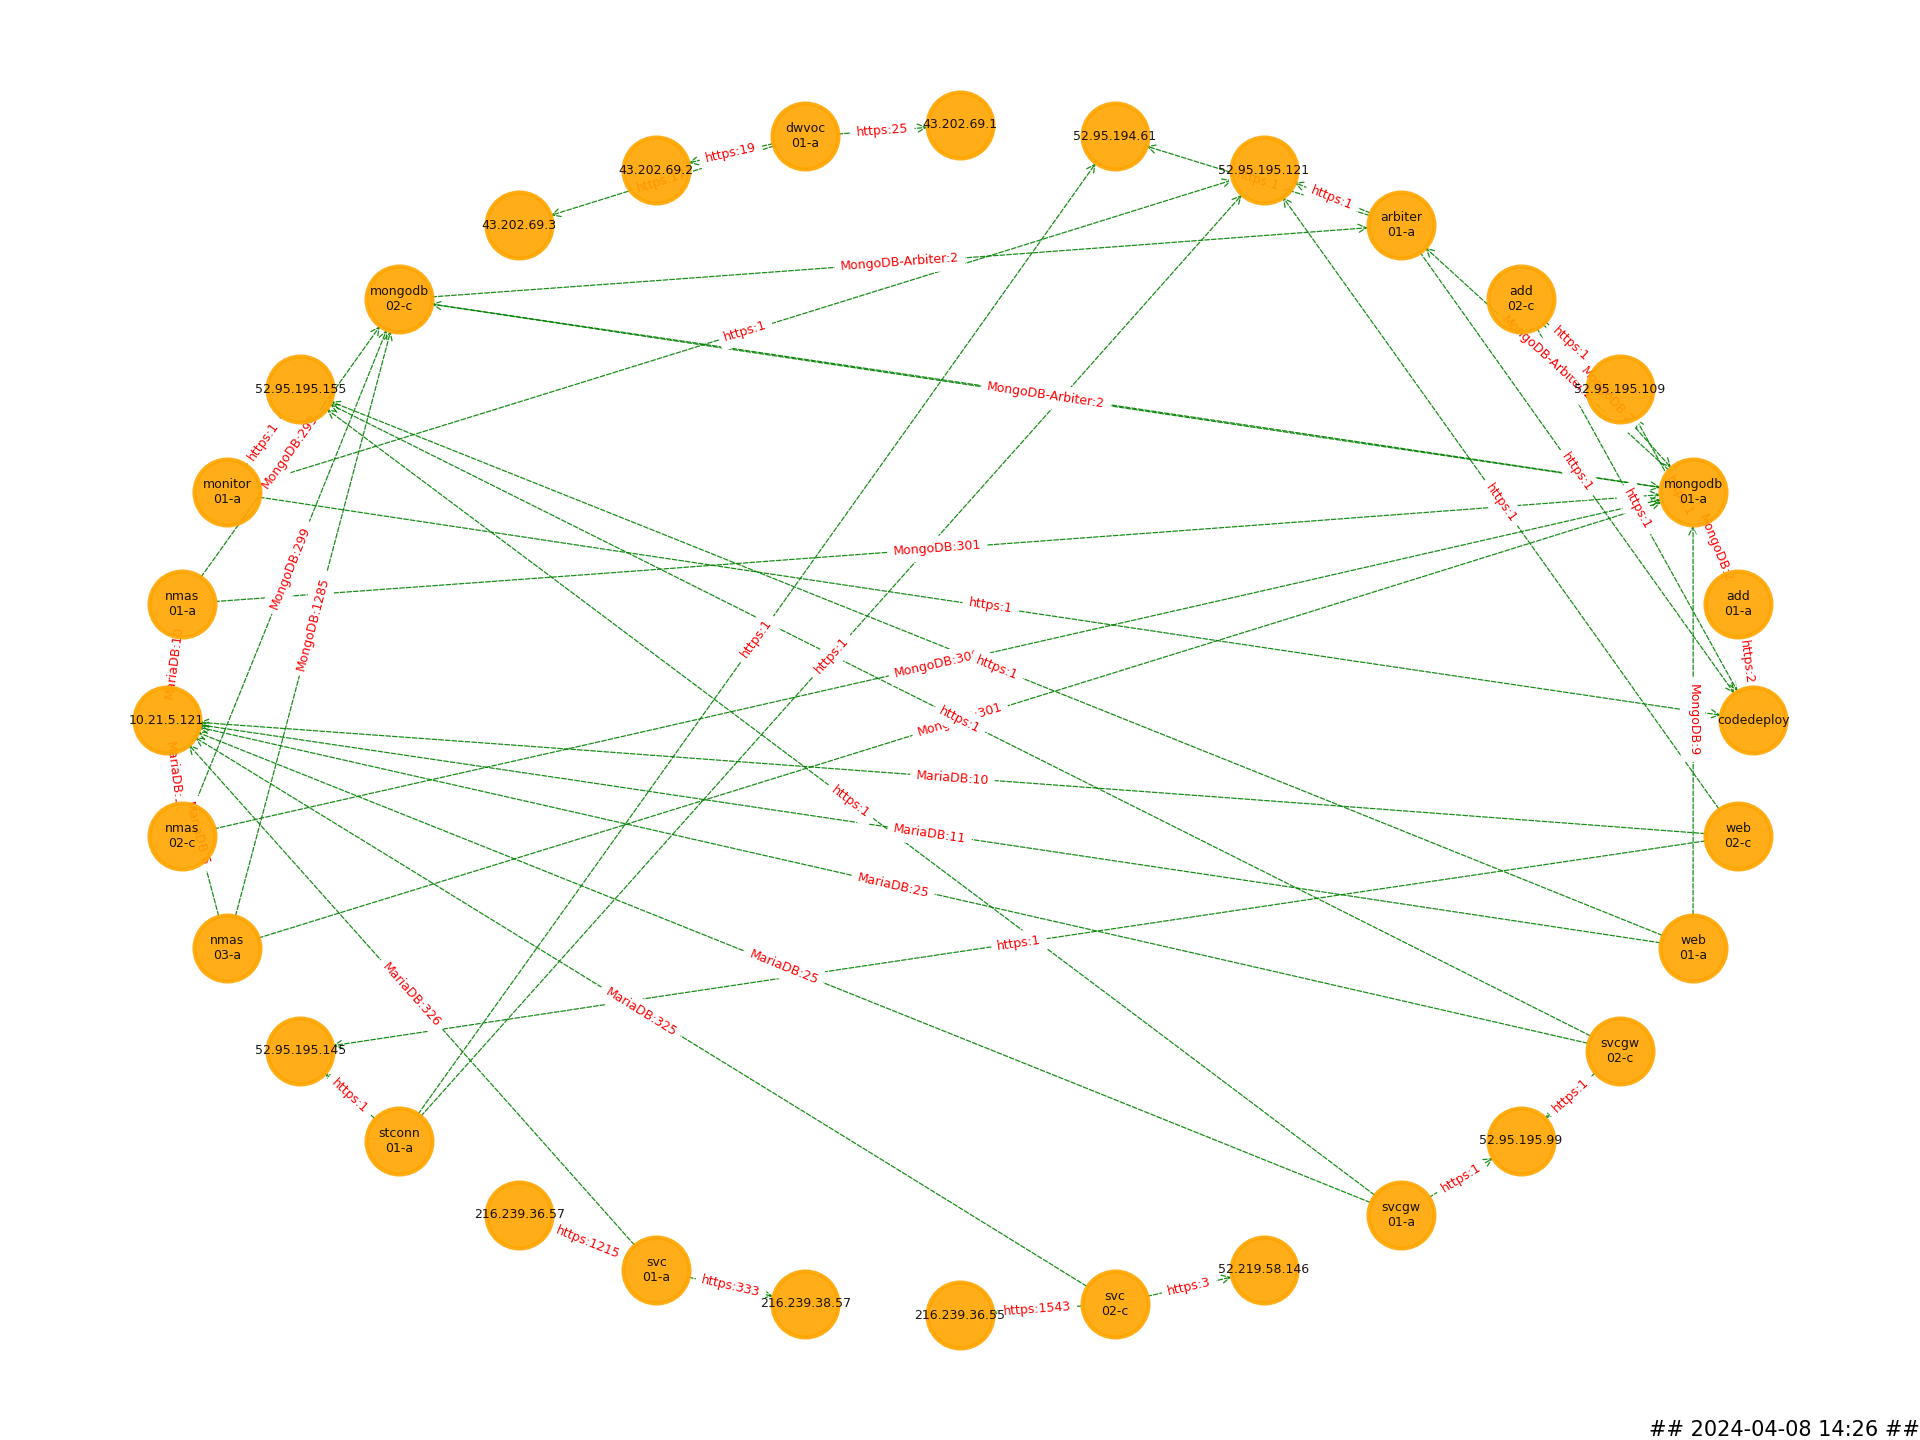 43.202.69.1
dwvoc
01-a
https:25
52.95.194.61
https:19
43.202.69.2
52.95.195.121
https:1
43.202.69.3
arbiter
01-a
MongoDB-Arbiter:2
mongodb
02-c
add
02-c
https:1
https:1
MongoDB-Arbiter
52.95.195.155
MongoDB-Arbiter:2
52.95.195.109
https:1
monitor
01-a
https:1
https:1
https:1
mongodb
01-a
MongoDB:301
MongoDB:299
nmas
01-a
https:1
add
01-a
MongoDB:1285
https:1
https:1
https:1
https:2
10.21.5.121
https:1
MongoDB:9
codedeploy
MariaDB:10
https:1
nmas
02-c
MariaDB:11
web
02-c
MariaDB:25
nmas
03-a
https:1
web
01-a
MariaDB:25
MariaDB:326
MariaDB:325
52.95.195.145
svcgw
02-c
https:1
https:1
stconn
01-a
52.95.195.99
https:1
216.239.36.57
svcgw
01-a
https:1215
svc
01-a
https:333
216.239.38.57
216.239.36.55
https:1543
svc
02-c
https:3
52.219.58.146
## 2024-04-08 14:26 ##